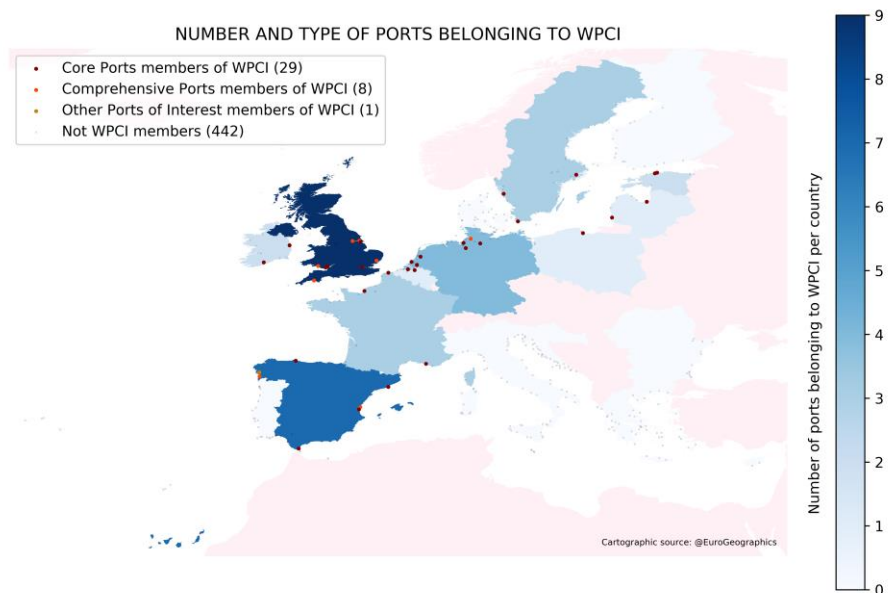 NUMBER AND TYPE OF PORTS BELONGING TO WPCI
Core Ports members of WPCI (29)
Comprehensive Ports members of WPCI (8)
Other Ports of Interest members of WPCI (1)
Not WPCI members (442)
Cartographic source: @EuroGeographics
9
8
7
6
5
4
3
2
1
0
Number of ports belonging to WPCI per country